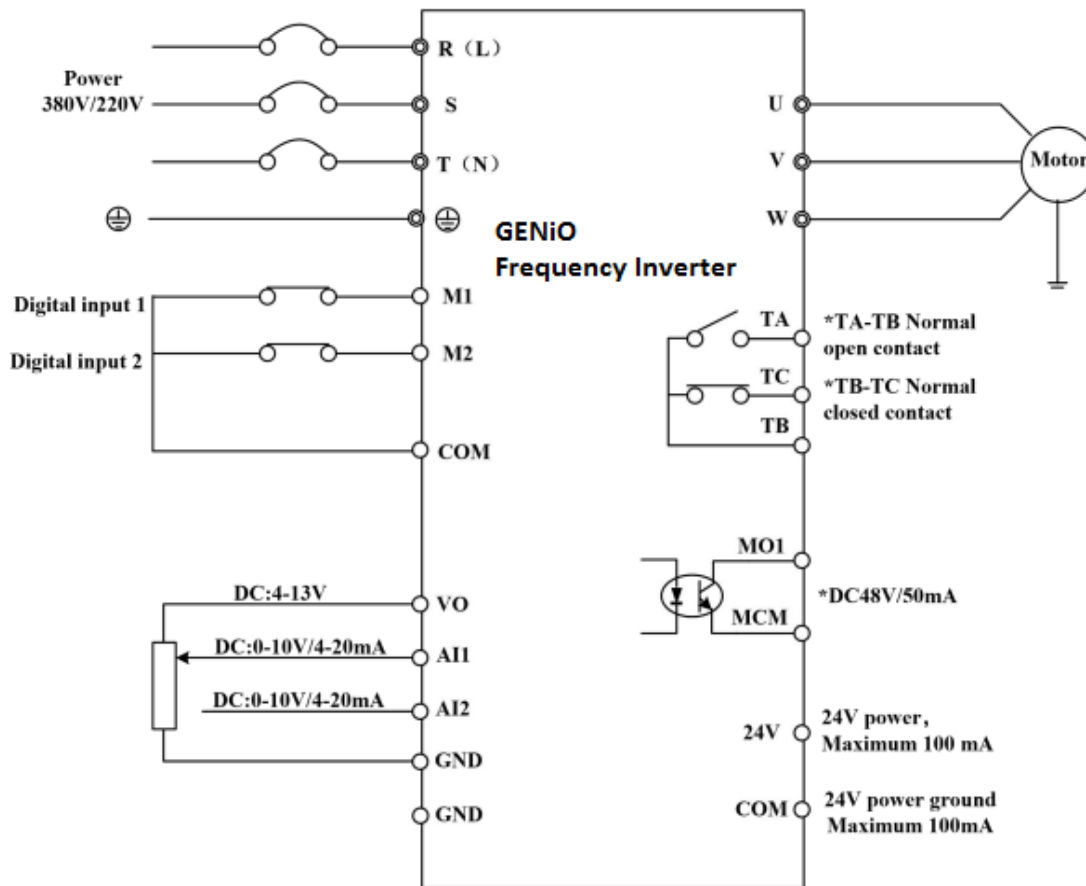 R（L）
Power
380V/220V
S
T（N）
GENiO
Frequency Inverter
Digital input 1
M1
Digital input 2
M2
COM
DC:4-13V
VO
DC:0-10V/4-20mA
AI1
DC:0-10V/4-20mA
AI2
GND
GND
U
V
W
Motor
TA
*TA-TB Normal
open contact
TC
*TB-TC Normal
closed contact
TB
MO1
*DC48V/50mA
MCM
24V
24V power，
Maximum 100 mA
COM
24V power ground
Maximum 100mA